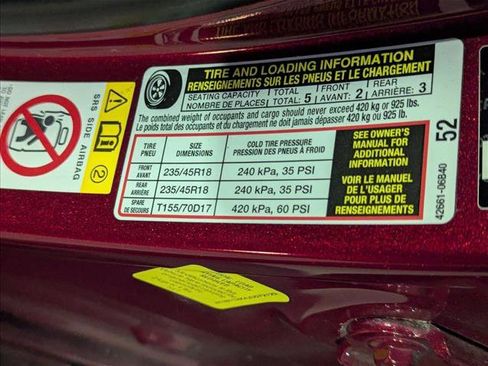 TIRE AND LOADING INFORMATION
RENSEIGNEMENTS SUR LES PNEUS ET LE CHARGEMENT
SEATING CAPACITY
NOMBRE DE PLACES
TOTAL:
TOTAL: 5
FRONT
AVANT: 2
REAR
ARRIÈRE: 3
The combined weight of occupants and cargo should never exceed 420 kg or 925 lbs.
Le poids total des occupants et du chargement ne doit jamais dépasser 420 kg ou 925 lb.
TIRE
PNEU
SIZE
DIMENSIONS
COLD TIRE PRESSURE
PRESSION DES PNEUS À FROID
FRONT
AVANT
235/45R18
240 kPa, 35 PSI
REAR
ARRIÈRE
235/45R18
240 kPa, 35 PSI
SPARE
DE SECOURS
T155/70D17
420 kPa, 60 PSI
SEE OWNER'S
MANUAL FOR
ADDITIONAL
INFORMATION
VOIR LE MANUEL
DE L'USAGER
POUR PLUS DE
RENSEIGNEMENTS
52
42661-06B40
SRS SIDE AIRBAG
2